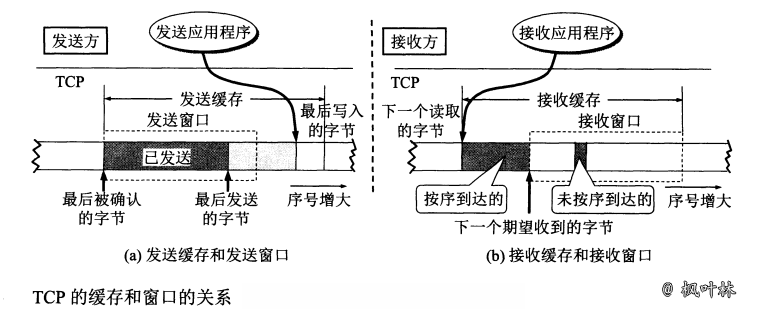 发送方
发送应用程序
TCP
发送缓存
最后写入
的字节
发送窗口
已发送
最后被确认
的字节
最后发送
的字节
序号增大
(a) 发送缓存和发送窗口
接收方
接收应用程序
TCP
下一个读取
的字节
接收缓存
接收窗口
按序到达的
未按序到达的
序号增大
下一个期望收到的字节
(b) 接收缓存和接收窗口
TCP 的缓存和窗口的关系
@ 枫叶林